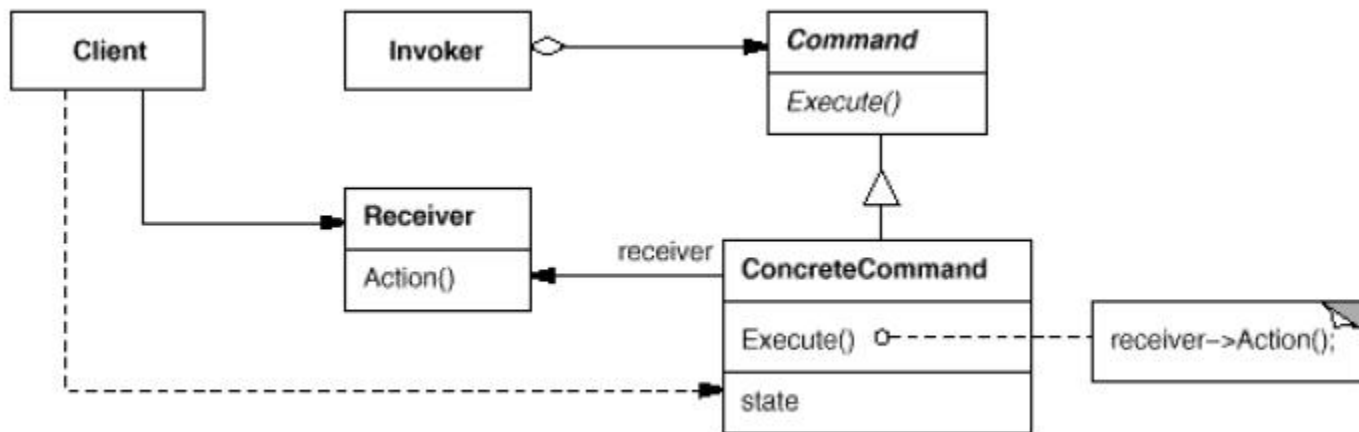 Client
Invoker
Command
Execute()
Receiver
Action()
receiver
ConcreteCommand
Execute()
receiver–>Action();
state